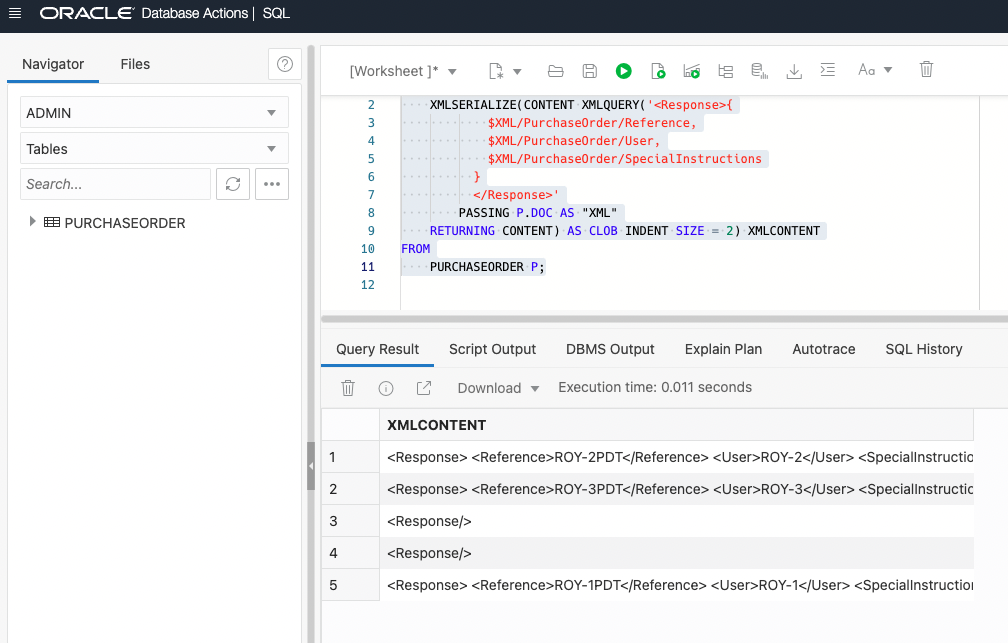 ORACLE Database Actions | SQL
Navigator
Files
ADMIN
Tables
Search...
PURCHASEORDER
[Worksheet ]*
Aa
2 XMLSERIALIZE(CONTENT XMLQUERY('<Response>{
3 $XML/PurchaseOrder/Reference,
4 $XML/PurchaseOrder/User,
5 $XML/PurchaseOrder/SpecialInstructions
6 }
7 </Response>'
8 PASSING P.DOC AS "XML"
9 RETURNING CONTENT) AS CLOB INDENT SIZE = 2) XMLCONTENT
10 FROM
11 PURCHASEORDER P;
12
Query Result
Script Output
DBMS Output
Explain Plan
Autotrace
SQL History
Download
Execution time: 0.011 seconds
XMLCONTENT
1 <Response> <Reference>ROY-2PDT</Reference> <User>ROY-2</User> <SpecialInstructio
2 <Response> <Reference>ROY-3PDT</Reference> <User>ROY-3</User> <SpecialInstructio
3 <Response/>
4 <Response/>
5 <Response> <Reference>ROY-1PDT</Reference> <User>ROY-1</User> <SpecialInstruction